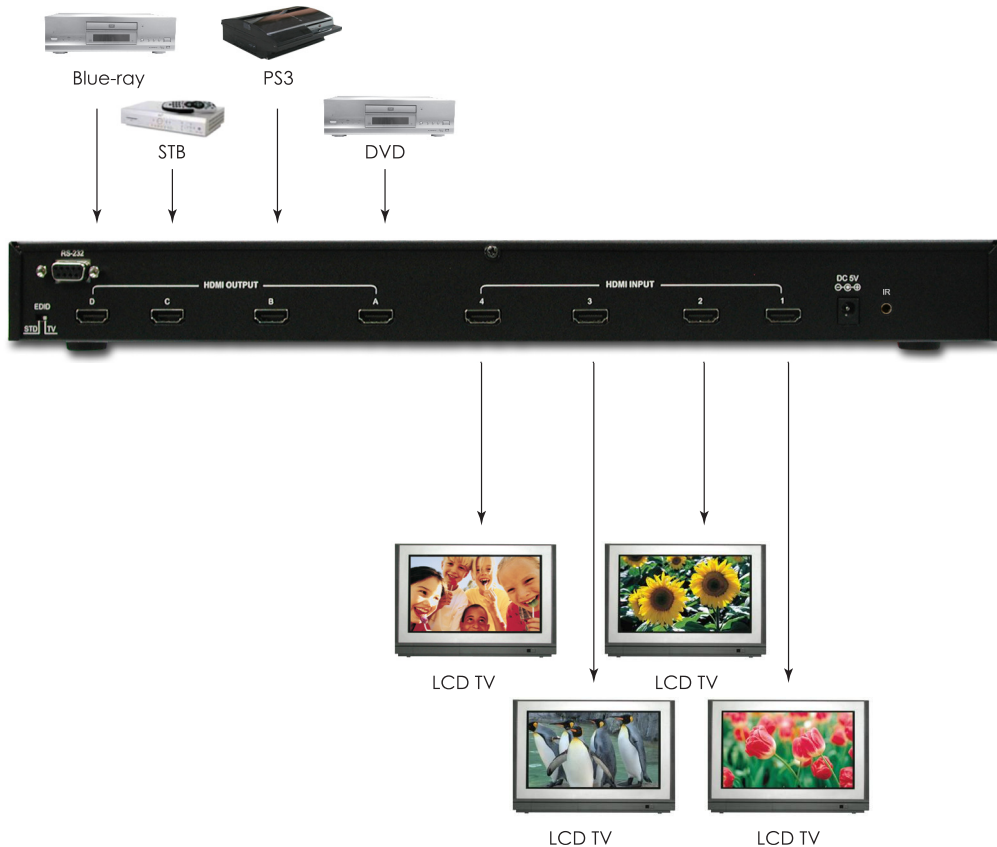 Blue-ray
PS3
STB
DVD
RS-232
HDMI OUTPUT
HDMI INPUT
DC 5V
D
C
B
A
4
3
2
1
IR
EDID
STD TV
LCD TV
LCD TV
LCD TV
LCD TV